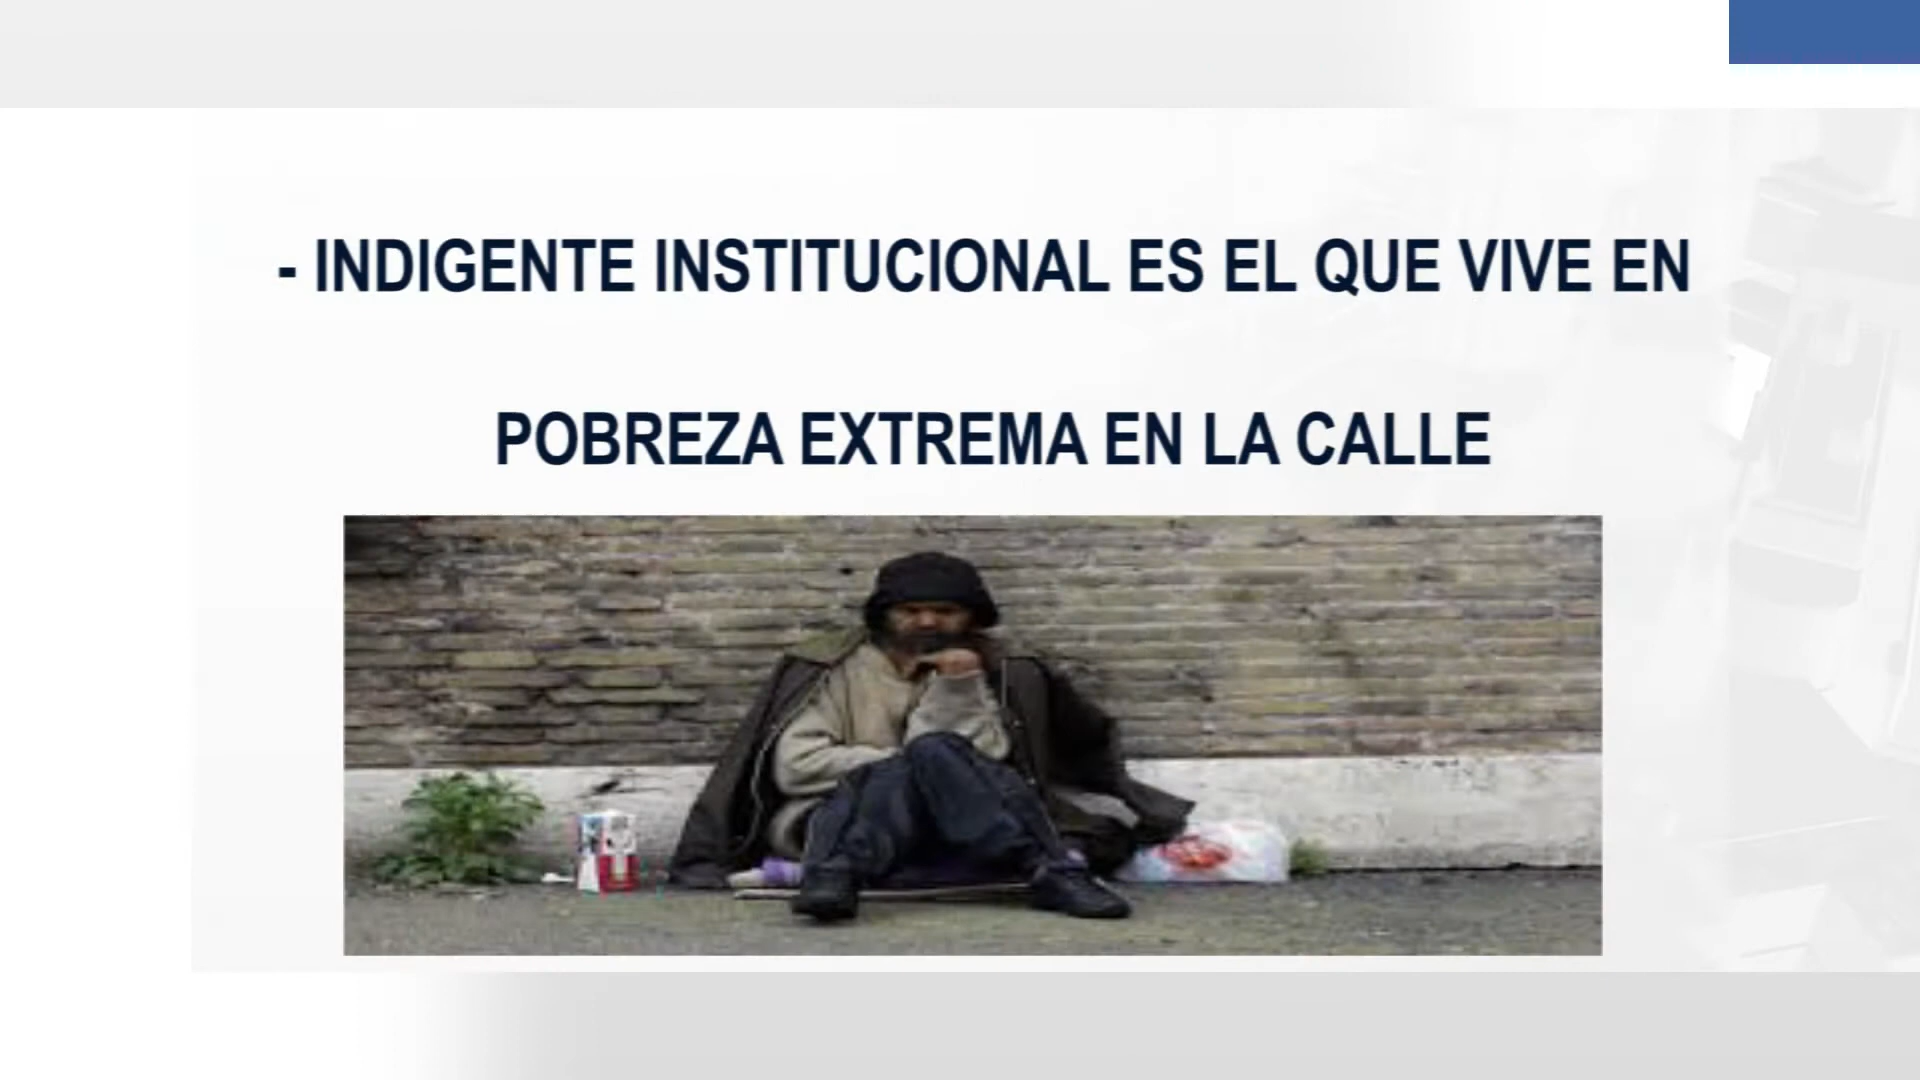 - INDIGENTE INSTITUCIONAL ES EL QUE VIVE EN
POBREZA EXTREMA EN LA CALLE